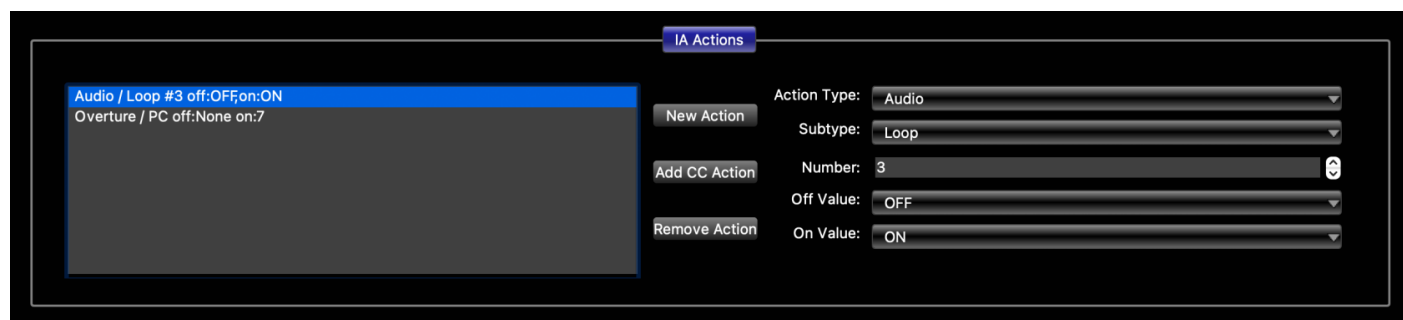 IA Actions
Audio / Loop #3 off:OFF,on:ON
Overture / PC off:None on:7
New Action
Add CC Action
Remove Action
Action Type: Audio
Subtype: Loop
Number: 3
Off Value: OFF
On Value: ON